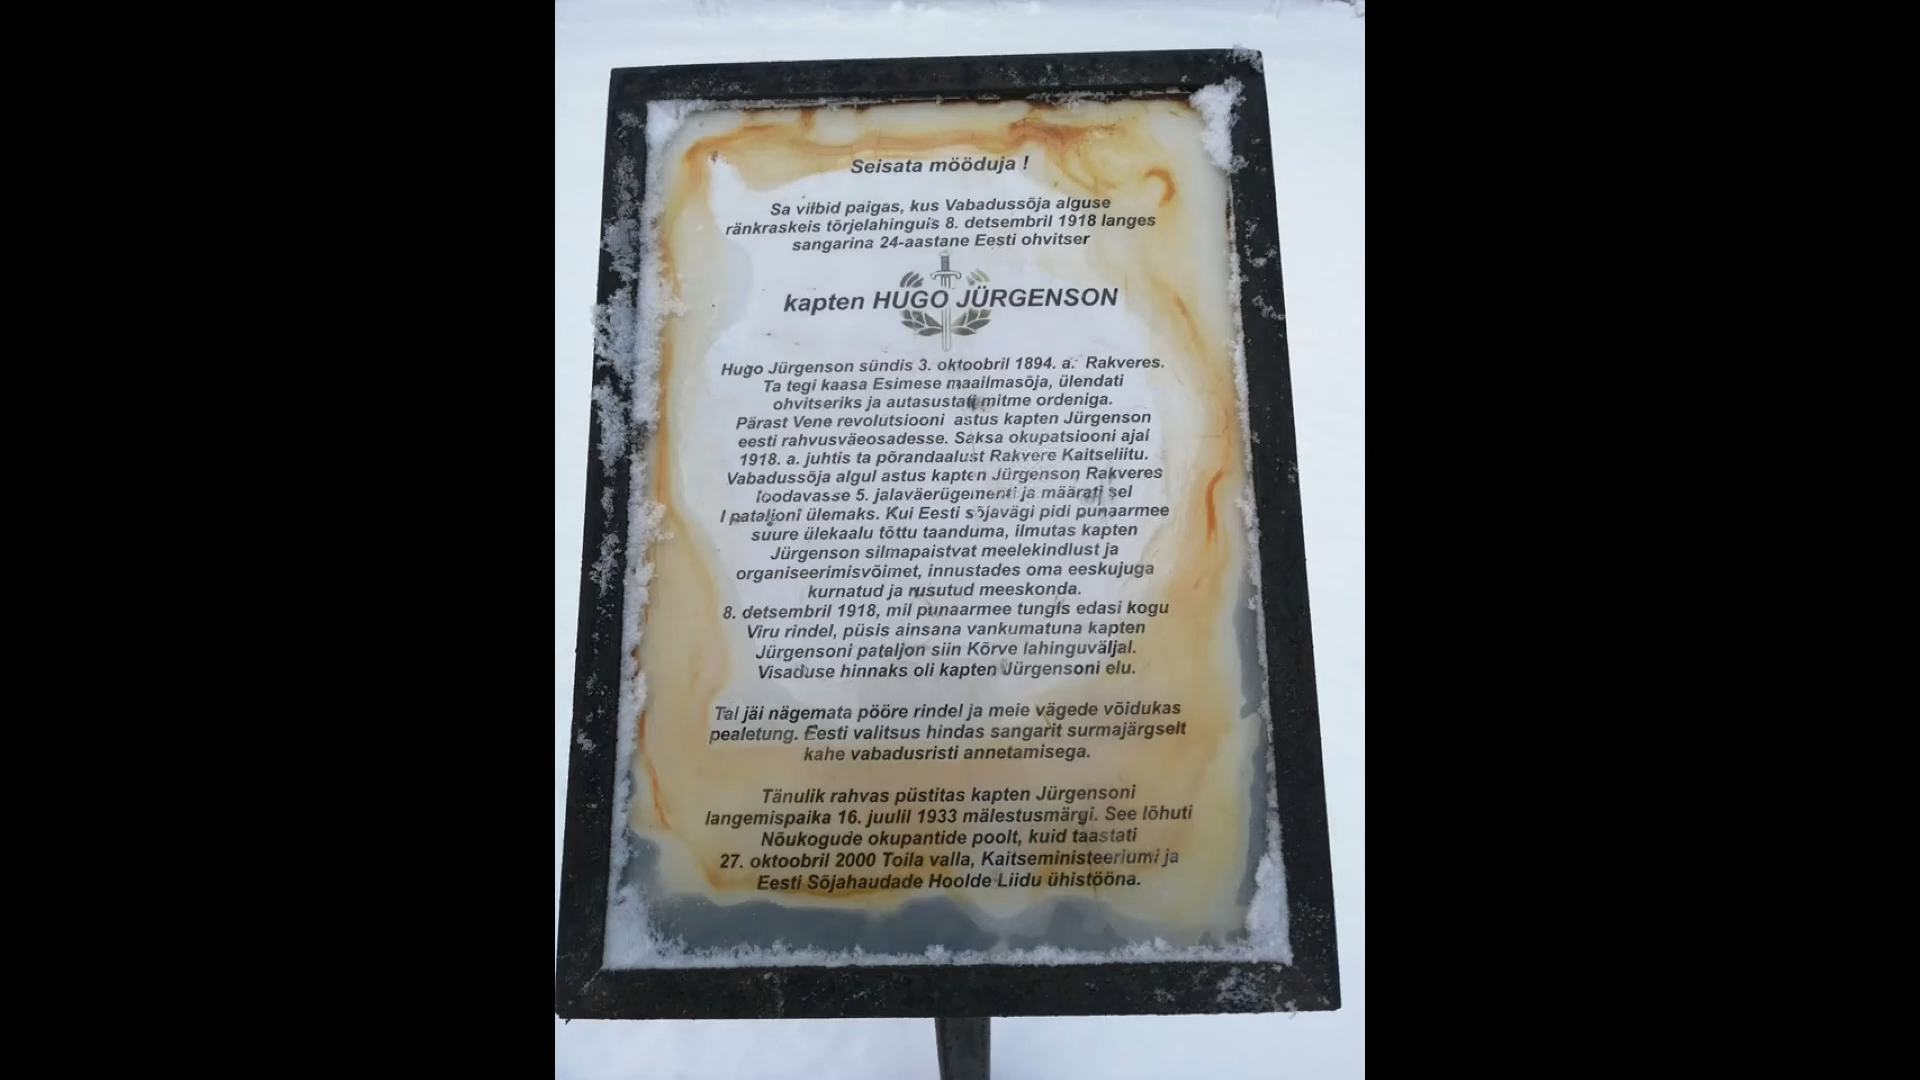 Seisata mööduja !
Sa viibid paigas, kus Vabadussõja alguse
ränkraskeis tõrjelahinguis 8. detsembril 1918 langes
sangarina 24-aastane Eesti ohvitser
kapten HUGO JÜRGENSON
Hugo Jürgenson sündis 3. oktoobril 1894. a. Rakveres.
Ta tegi kaasa Esimese maailmasõja, ülendati
ohvitseriks ja autasustati mitme ordeniga.
Pärast Vene revolutsiooni astus kapten Jürgenson
eesti rahvusväeosadesse. Saksa okupatsiooni ajal
1918. a. juhtis ta põrandaalust Rakvere Kaitseliitu.
Vabadussõja algul astus kapten Jürgenson Rakveres
loodavasse 5. jalaväerügementi ja määrati sel
I pataljoni ülemaks. Kui Eesti sõjavägi pidi punaarmee
suure ülekaalu tõttu taanduma, ilmutas kapten
Jürgenson silmapaistvat meelekindlust ja
organiseerimisvõimet, innustades oma eeskujuga
kurnatud ja rusutud meeskonda.
8. detsembril 1918, mil punaarmee tungis edasi kogu
Viru rindel, püsis ainsana vankumatuna kapten
Jürgensoni pataljon siin Kõrve lahinguväljal.
Visaduse hinnaks oli kapten Jürgensoni elu.
Tal jäi nägemata pööre rindel ja meie vägede võidukas
pealetung. Eesti valitsus hindas sangarit surmajärgselt
kahe vabadusristi annetamisega.
Tänulik rahvas püstitas kapten Jürgensoni
langemispaika 16. juulil 1933 mälestusmärgi. See lõhuti
Nõukogude okupantide poolt, kuid taastati
27. oktoobril 2000 Toila valla, Kaitseministeeriumi ja
Eesti Sõjahaudade Hoolde Liidu ühistööna.